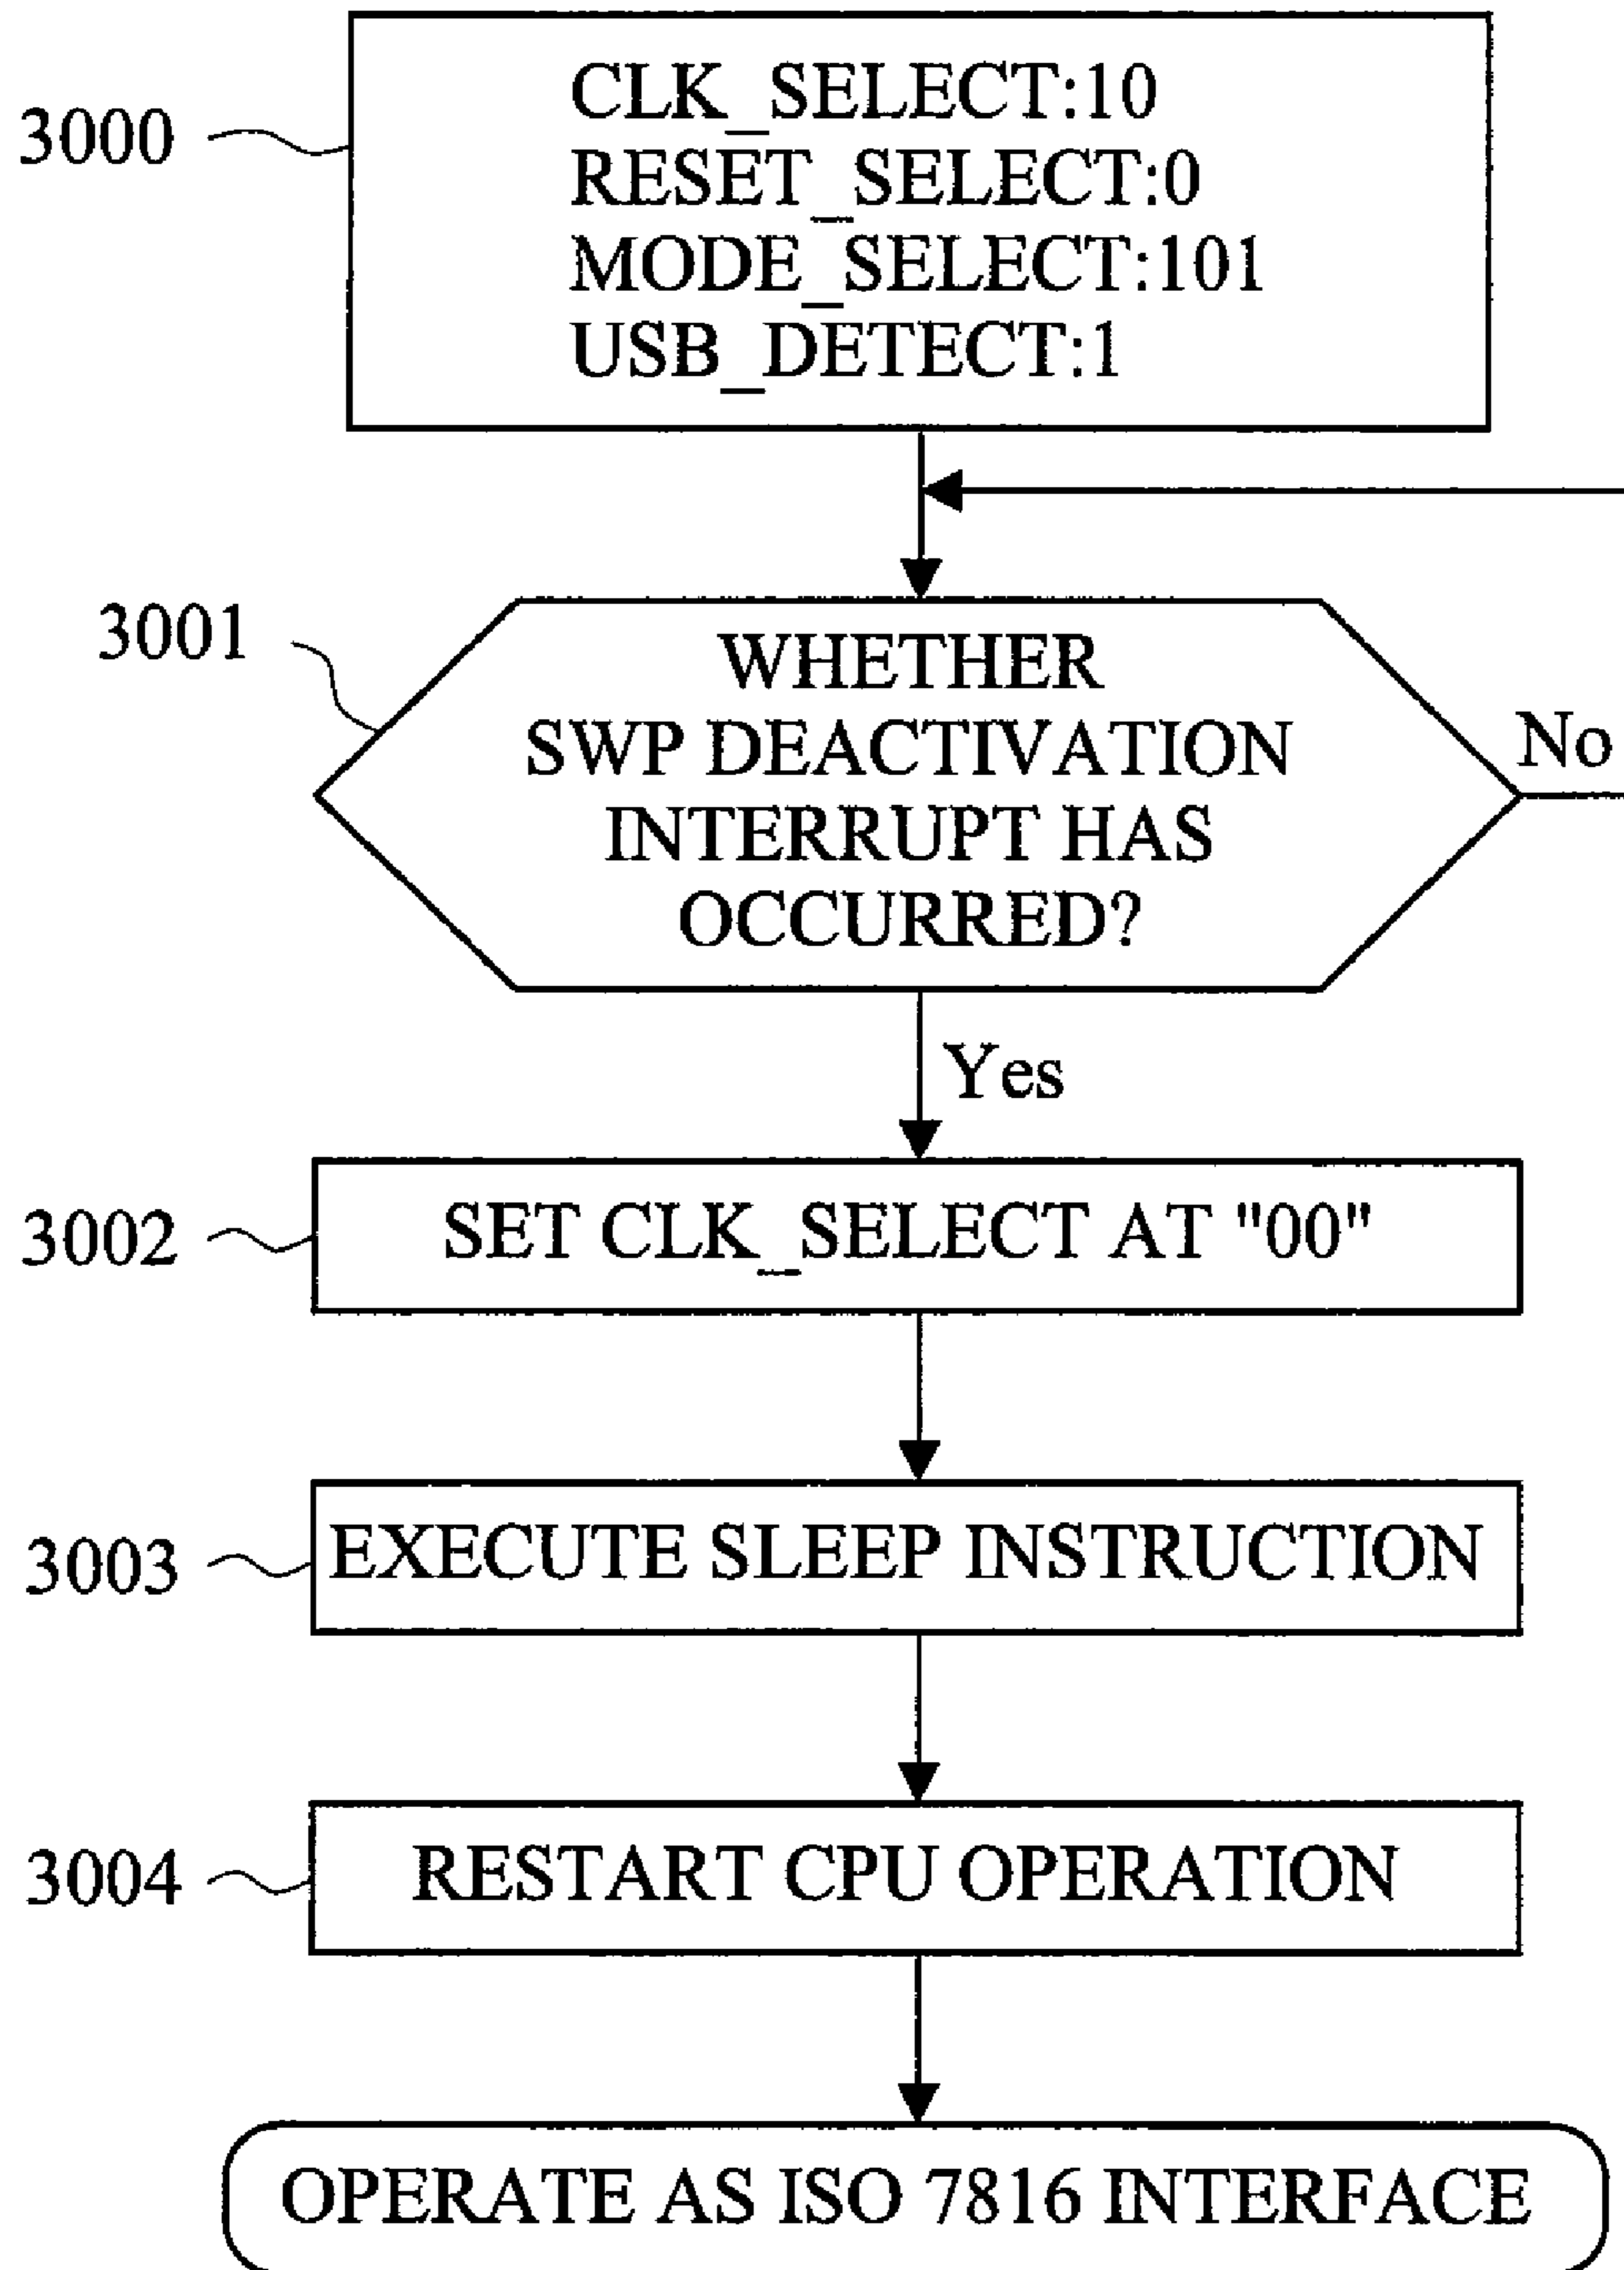 3000
CLK_SELECT:10
RESET_SELECT:0
MODE_SELECT:101
USB_DETECT:1
3001
WHETHER
SWP DEACTIVATION
INTERRUPT HAS
OCCURRED?
No
Yes
3002
SET CLK_SELECT AT "00"
3003
EXECUTE SLEEP INSTRUCTION
3004
RESTART CPU OPERATION
OPERATE AS ISO 7816 INTERFACE